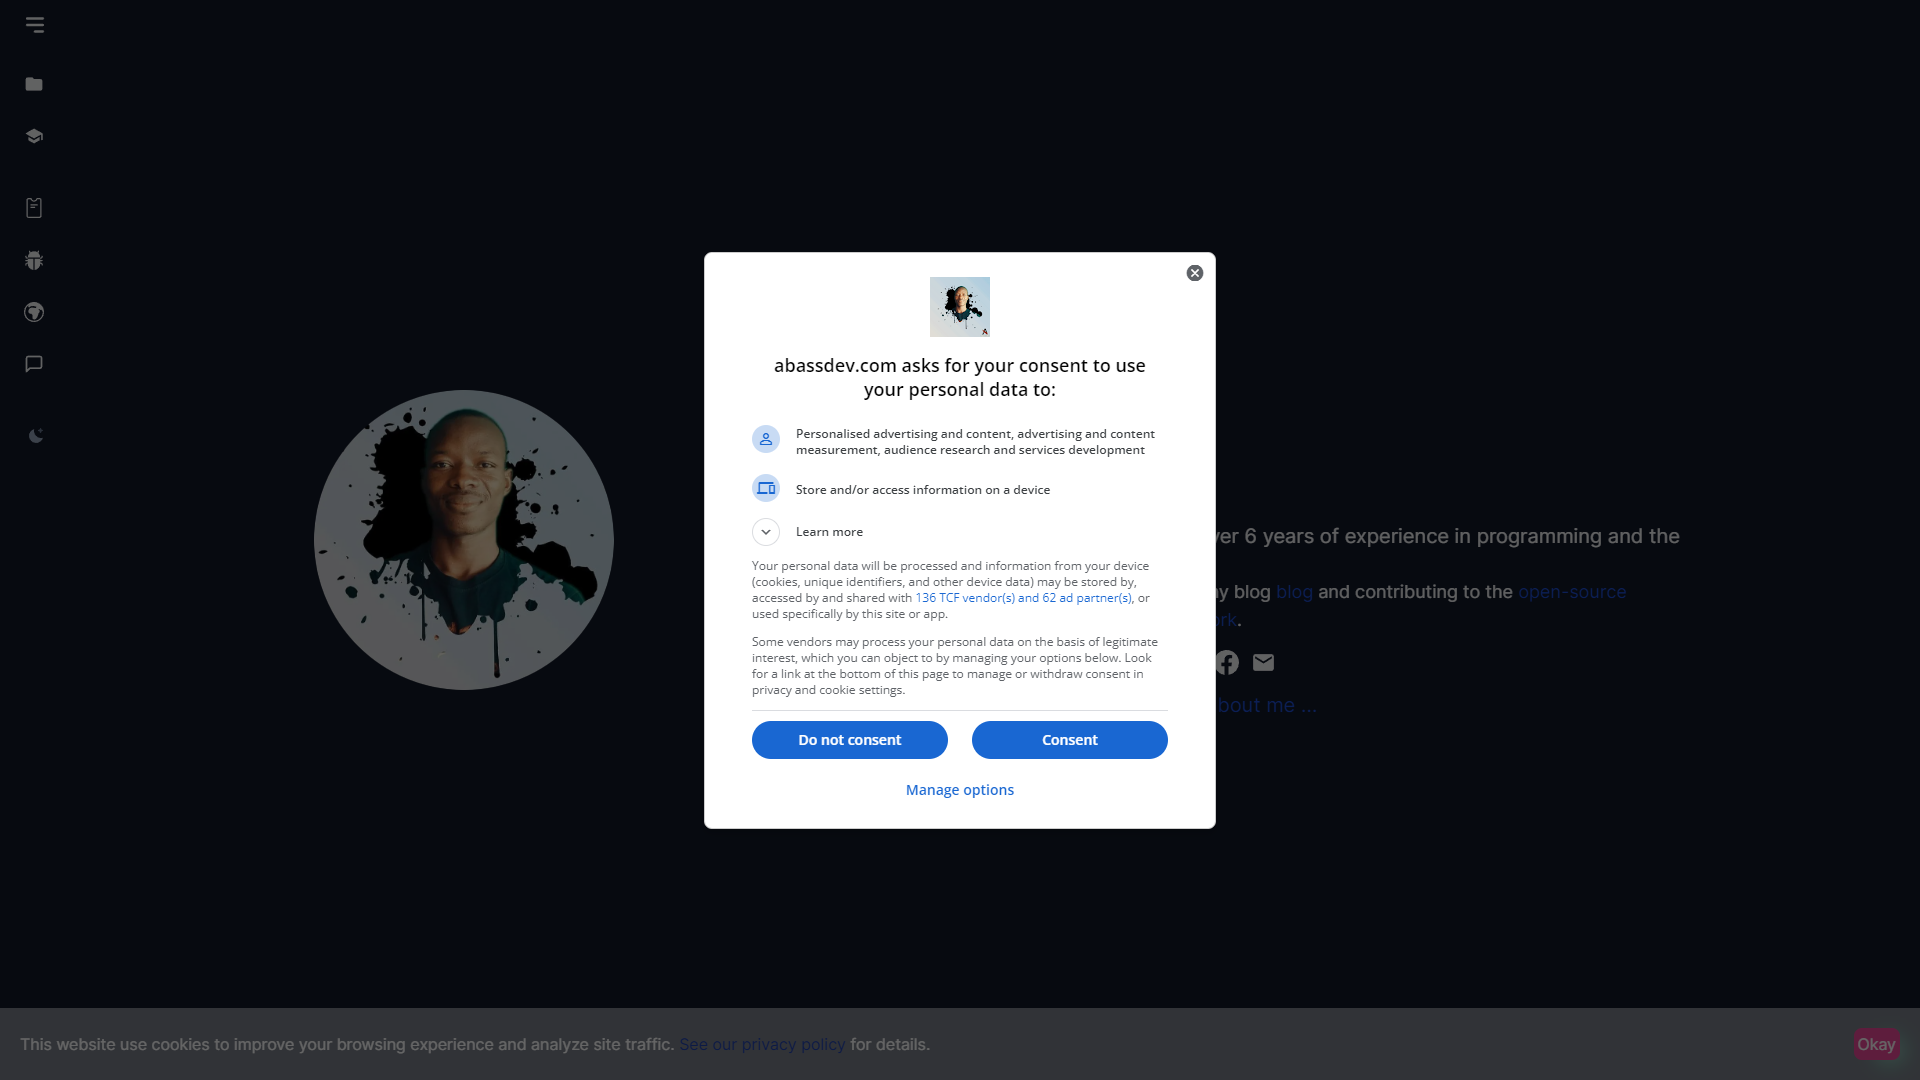 abassdev.com asks for your consent to use
your personal data to:
Personalised advertising and content, advertising and content
measurement, audience research and services development
Store and/or access information on a device
Learn more
Your personal data will be processed and information from your device
(cookies, unique identifiers, and other device data) may be stored by,
accessed by and shared with 136 TCF vendor(s) and 62 ad partner(s), or
used specifically by this site or app.
Some vendors may process your personal data on the basis of legitimate
interest, which you can object to by managing your options below. Look
for a link at the bottom of this page to manage or withdraw consent in
privacy and cookie settings.
Do not consent
Consent
Manage options
6 years of experience in programming and the
blog blog and contributing to the open-source
me ...
This website use cookies to improve your browsing experience and analyze site traffic. See our privacy policy for details.
Okay